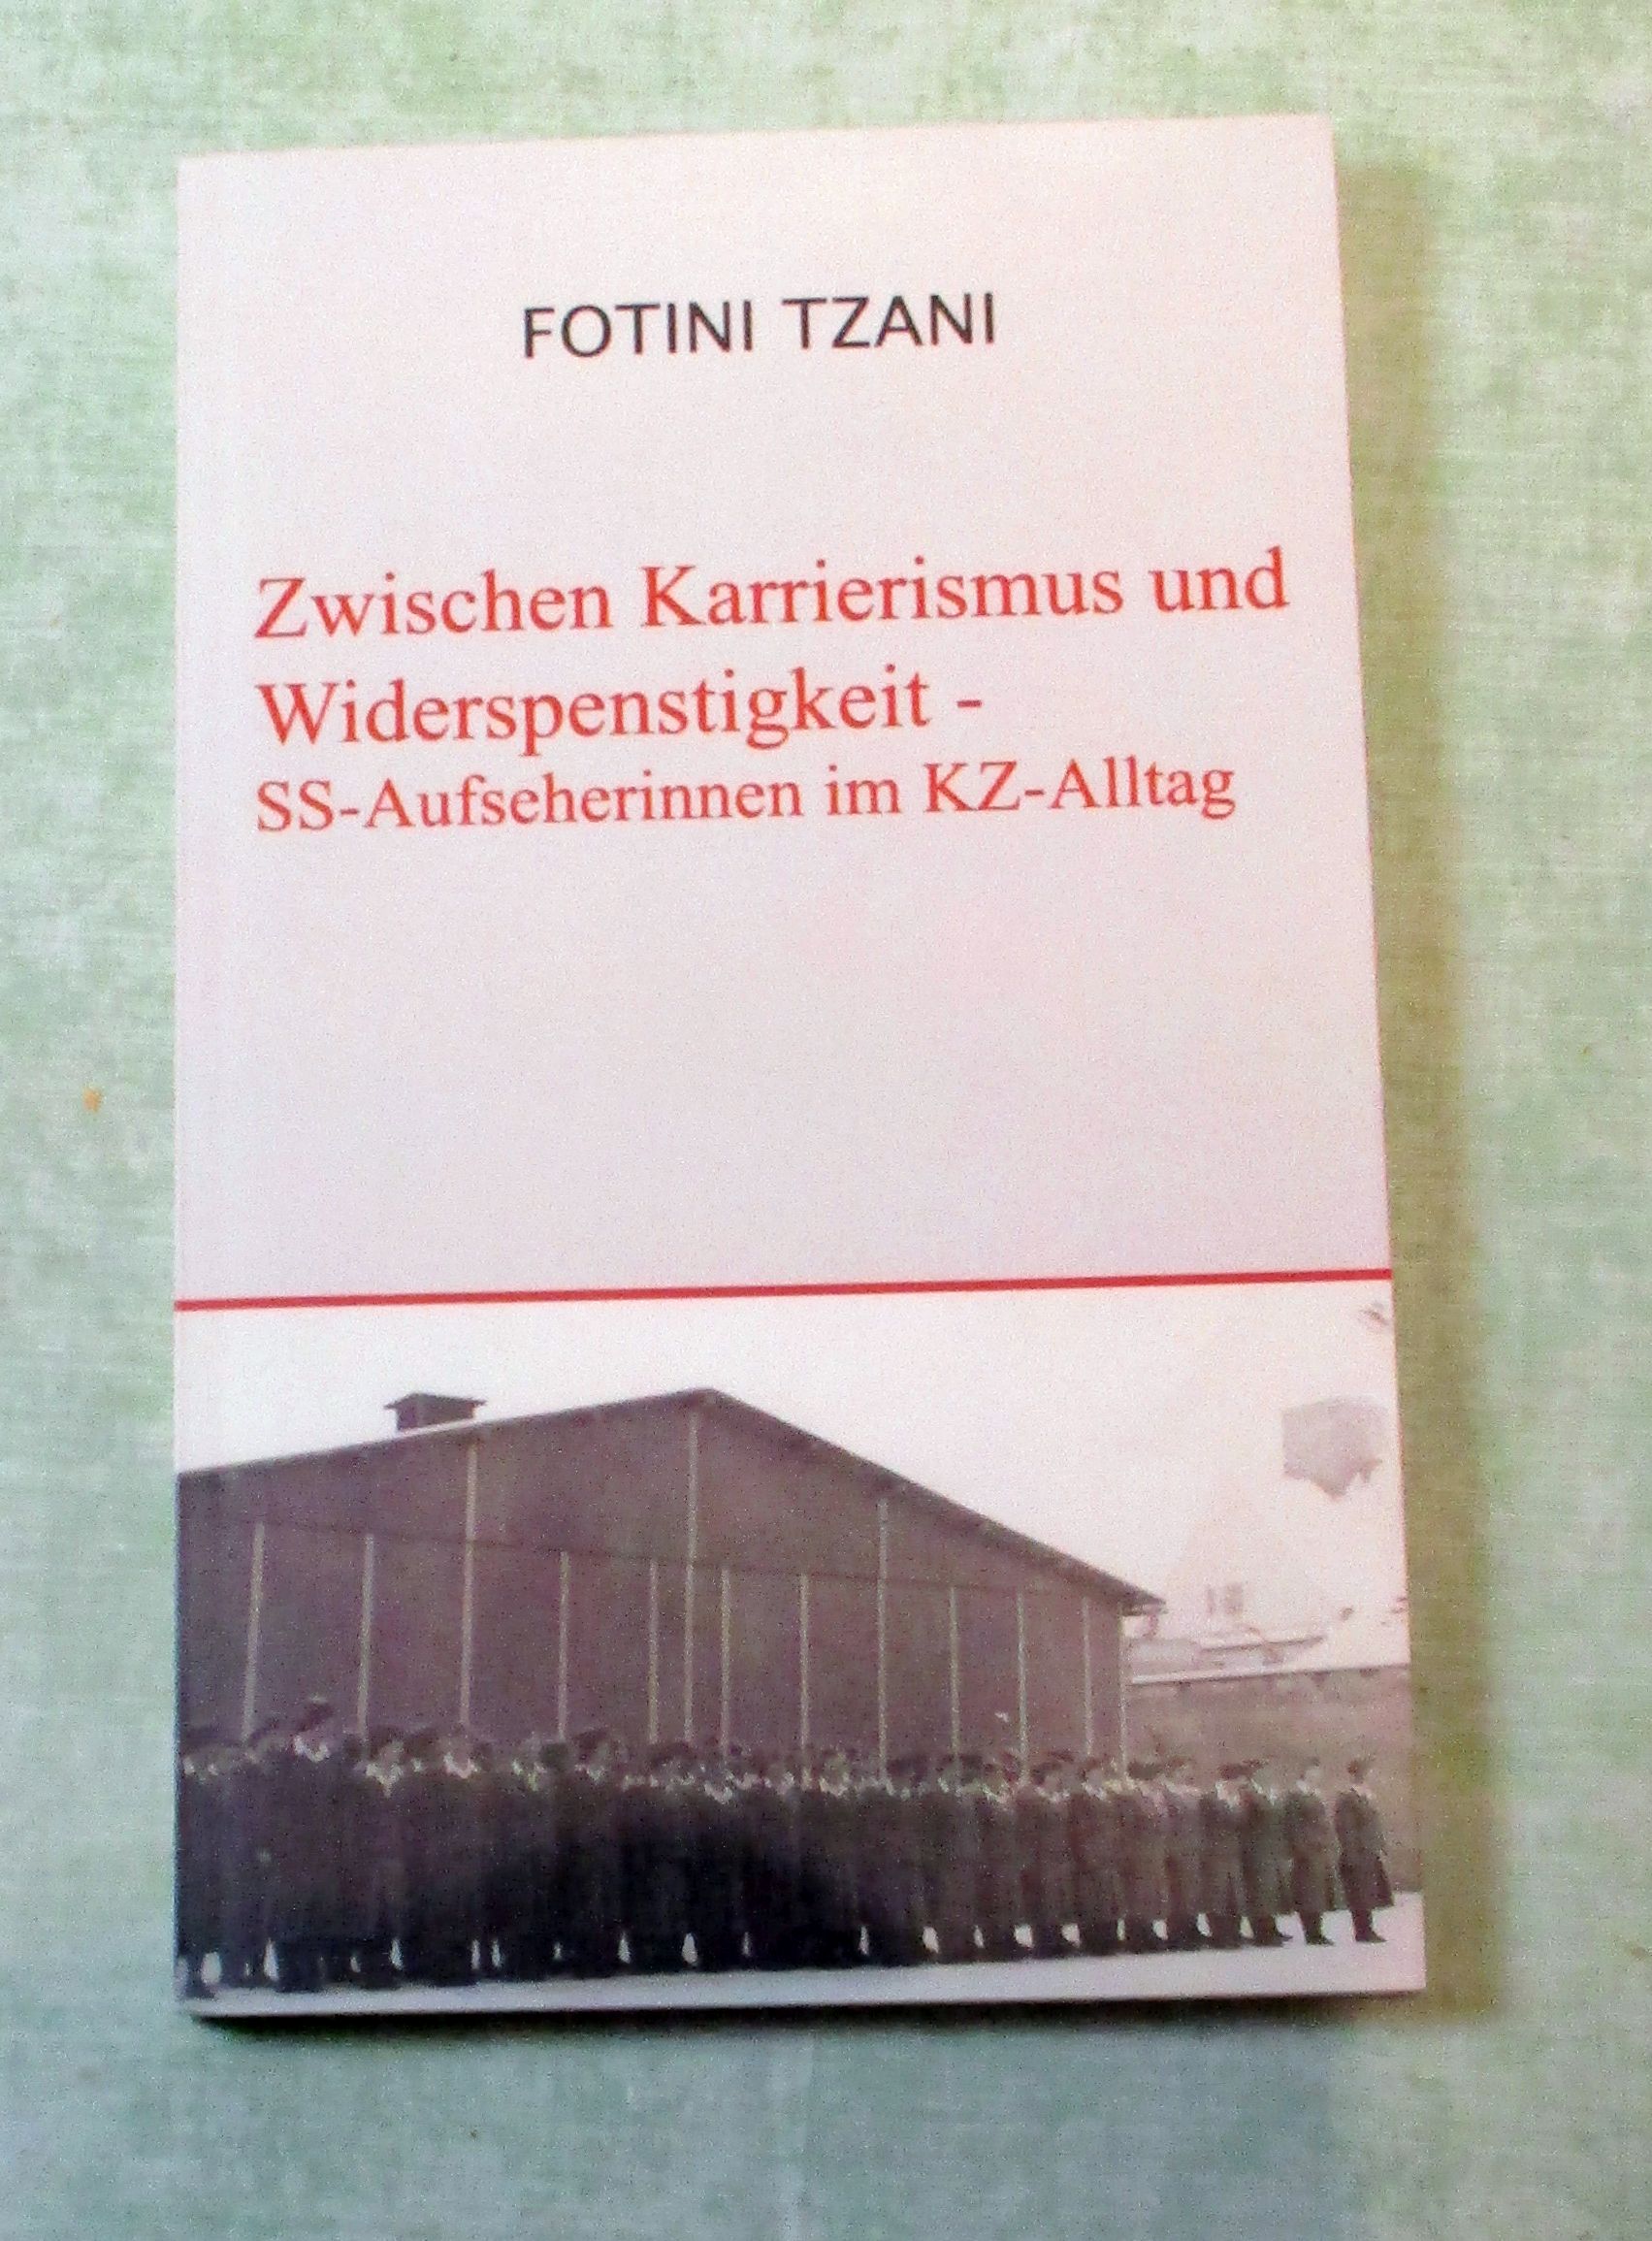 FOTINI TZANI
Zwischen Karrierismus und
Widerspenstigkeit -
SS-Aufseherinnen im KZ-Alltag